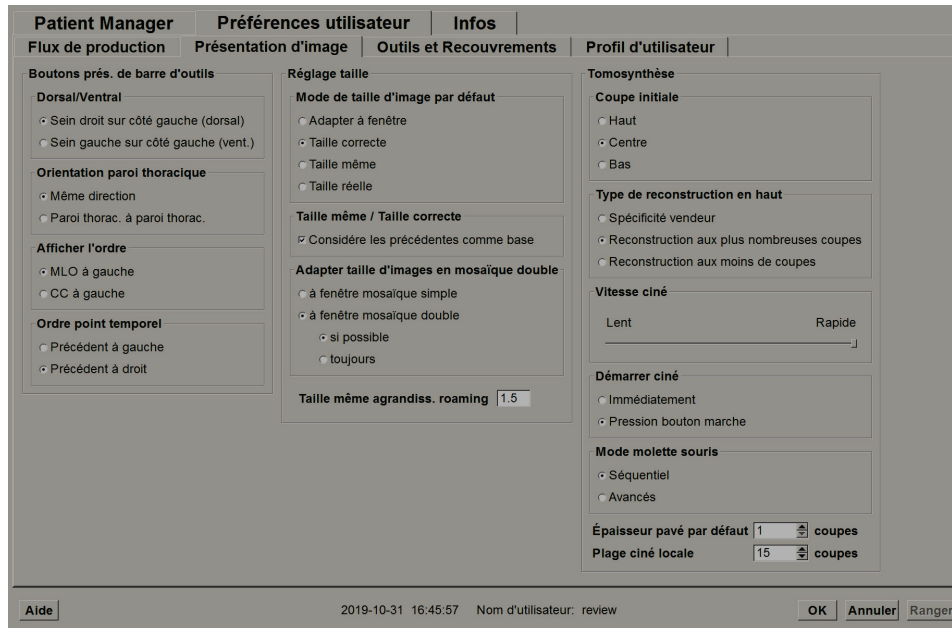 Patient Manager
Préférences utilisateur
Infos
Flux de production
Présentation d'image
Outils et Recouvrements
Profil d'utilisateur
Boutons prés. de barre d'outils
Dorsal/Ventral
Sein droit sur côté gauche (dorsal)
Sein gauche sur côté gauche (vent.)
Orientation paroi thoracique
Même direction
Paroi thorac. à paroi thorac.
Afficher l'ordre
MLO à gauche
CC à gauche
Ordre point temporel
Précédent à gauche
Précédent à droit
Réglage taille
Mode de taille d'image par défaut
Adapter à fenêtre
Taille correcte
Taille même
Taille réelle
Taille même / Taille correcte
Considére les précédentes comme base
Adapter taille d'images en mosaïque double
à fenêtre mosaïque simple
à fenêtre mosaïque double
si possible
toujours
Taille même agrandiss. roaming 1.5
Tomosynthèse
Coupe initiale
Haut
Centre
Bas
Type de reconstruction en haut
Spécificité vendeur
Reconstruction aux plus nombreuses coupes
Reconstruction aux moins de coupes
Vitesse ciné
Lent Rapide
Démarrer ciné
Immédiatement
Pression bouton marche
Mode molette souris
Séquentiel
Avancés
Épaisseur pavé par défaut 1 coupes
Plage ciné locale 15 coupes
Aide
2019-10-31 16:45:57 Nom d'utilisateur: review
OK
Annuler
Ranger